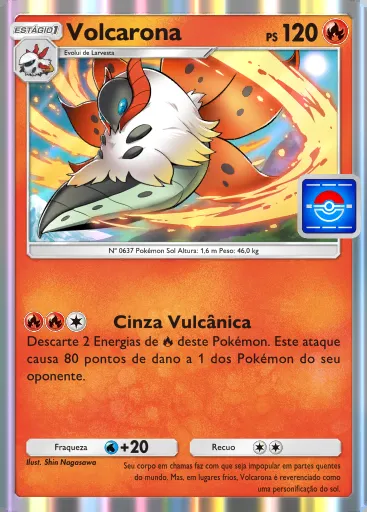 ESTÁGIO 1 Volcarona PS 120
Evolui de Larvesta
Nº 0637 Pokémon Sol Altura: 1,6 m Peso: 46,0 kg
Cinza Vulcânica
Descarte 2 Energias de deste Pokémon. Este ataque
causa 80 pontos de dano a 1 dos Pokémon do seu
oponente.
Fraqueza +20 Recuo
Ilust. Shin Nagasawa
Seu corpo em chamas faz com que seja impopular em partes quentes
do mundo. Mas, em lugares frios, Volcarona é reverenciado como
uma personificação do sol.